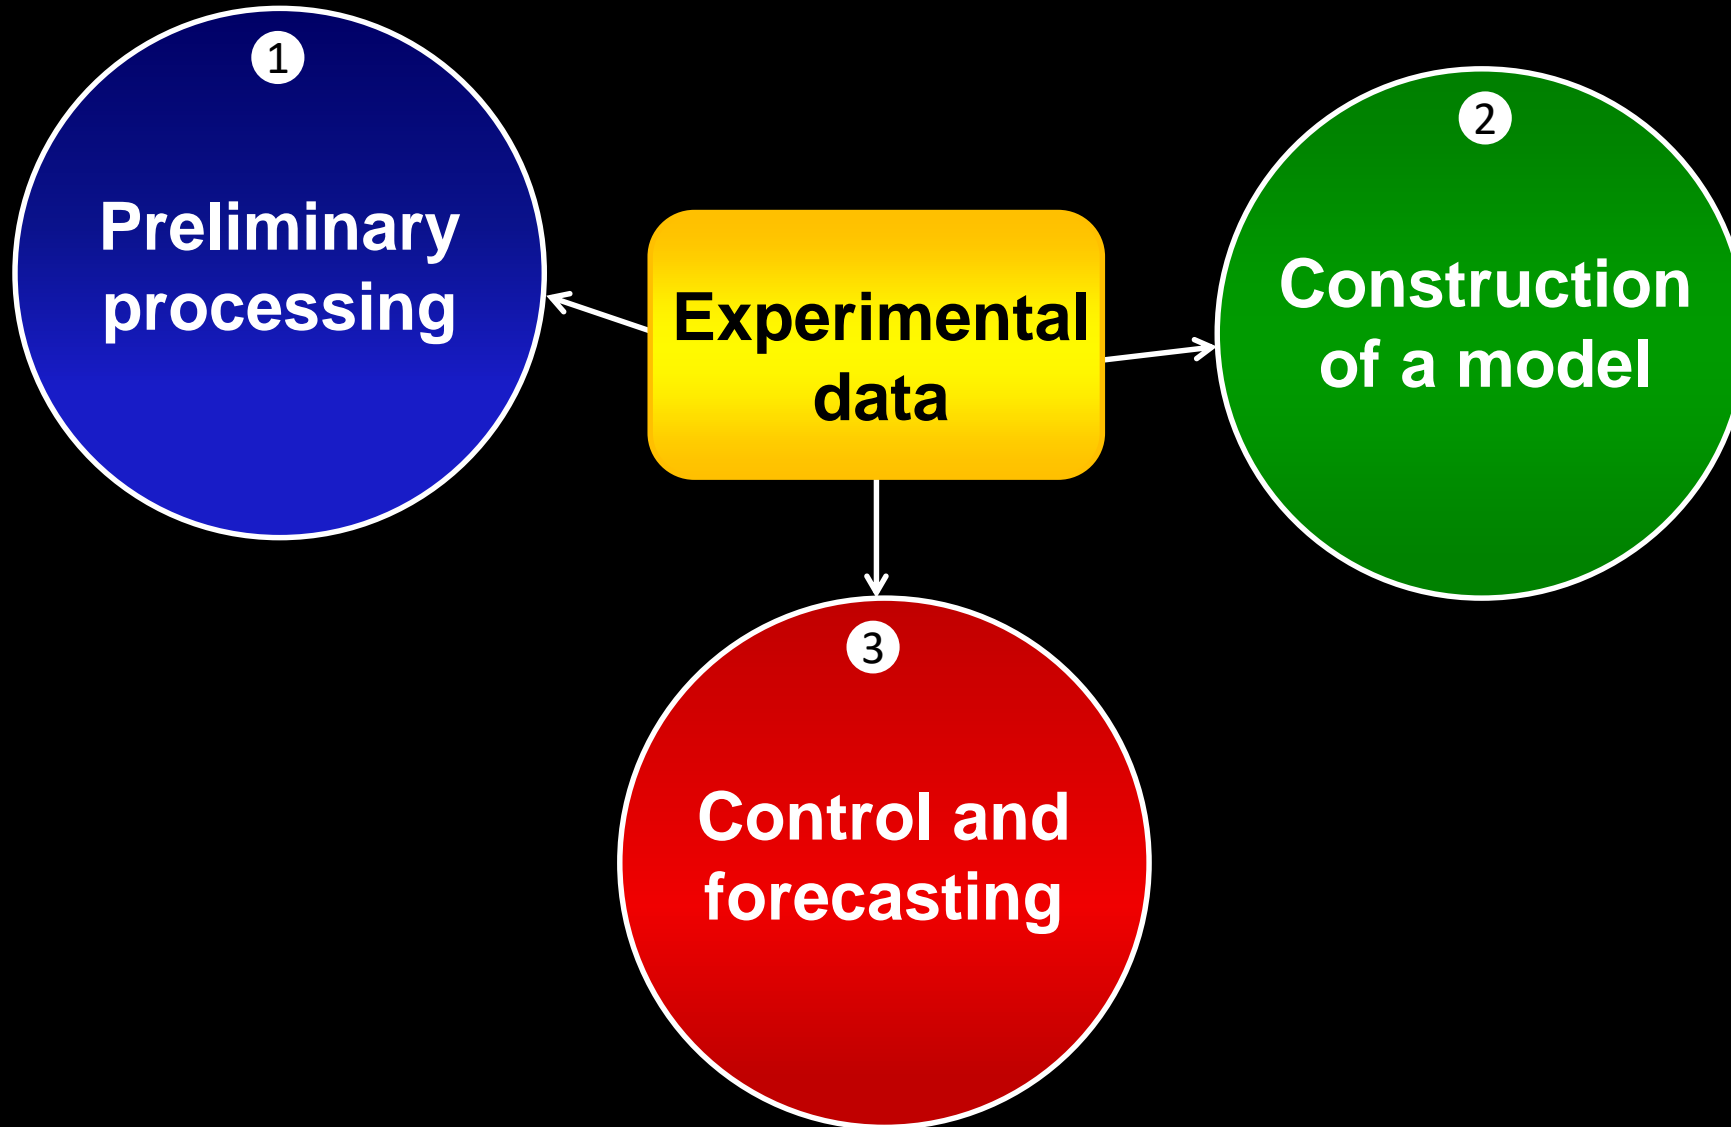 1
Preliminary
processing
Experimental
data
2
Construction
of a model
3
Control and
forecasting